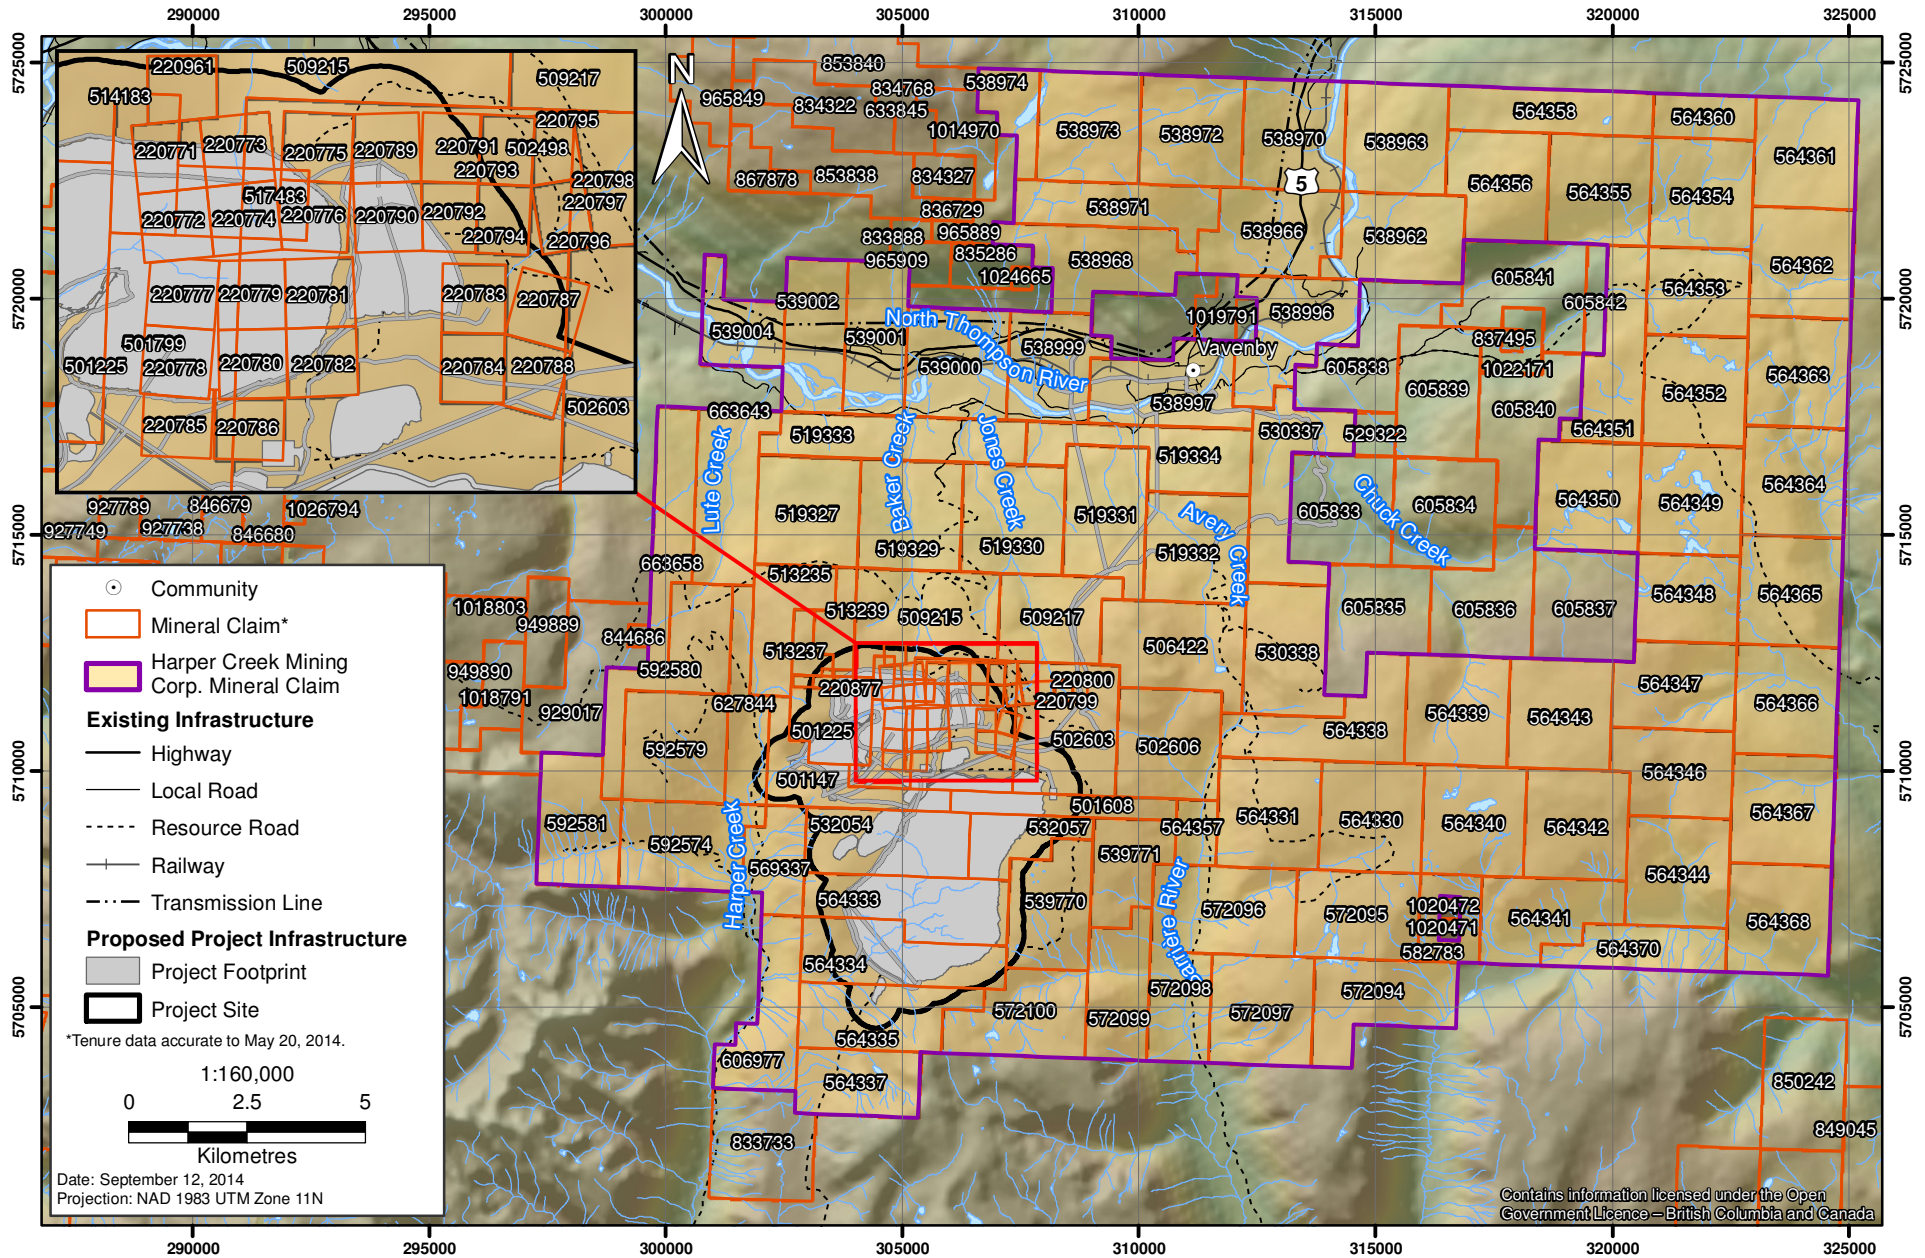 290000 295000 300000 305000 310000 315000 320000 325000
5725000
5720000
5715000
5710000
5705000
5725000
5720000
5715000
5710000
5705000
220961 509215 509217
514183
220795
220771 220773 220775 220789 220791 502498
220793
220798
517483 220797
220772 220774 220776 220790 220792
220794 220796
220777 220779 220781 220783 220787
501799
501225 220778 220780 220782 220784 220788
502603
220785 220786
N
853840
965849 834322 834768 538974
633845
1014970
867878 853838 834327
836729
833888 965889
965909 835286
1024665
538973 538972 538970 538963 564358 564360
564361
564356 564355 564354
538971
538966 538962
5
538968
605841 564362
564353
605842
539002 1019791 538996
539004 539001 North Thompson River
538999 Vavenby
837495
539000 605838 1022171 564363
605839
538997 605840 564352
663643
519333 530337 529322 564351
Lute Creek
Baker Creek
Jones Creek
519334
519327 519331 605833 605834 564350 564349 564364
Avery Creek
Chuck Creek
519329 519330 519332
927789 846679 1026794
927749 927738 846680
663658 513235
513239 509215 509217 605835 605836 605837 564348 564365
1018803
949889
844686
513237 506422 530338
592580
949890
1018791
929017
220877 220800
220799
627844
564347
564366
564339 564343
564338
501225 502603 502606
592579
501147 564346
501608
592581 532054 532057 564357 564331 564330 564340 564342 564367
592574 539771
569337
Harper Creek
564333 539770 572096 572095 1020472 564341 564344
1020471
564368
Barrière River
582783 564370
564334
572098 572094
572100 572099 572097
564335
606977
564337
833733
850242
849045
Community
Mineral Claim*
Harper Creek Mining
Corp. Mineral Claim
Existing Infrastructure
Highway
Local Road
Resource Road
Railway
Transmission Line
Proposed Project Infrastructure
Project Footprint
Project Site
*Tenure data accurate to May 20, 2014.
1:160,000
0 2.5 5
Kilometres
Date: September 12, 2014
Projection: NAD 1983 UTM Zone 11N
Contains information licensed under the Open
Government Licence – British Columbia and Canada
290000 295000 300000 305000 310000 315000 320000 325000